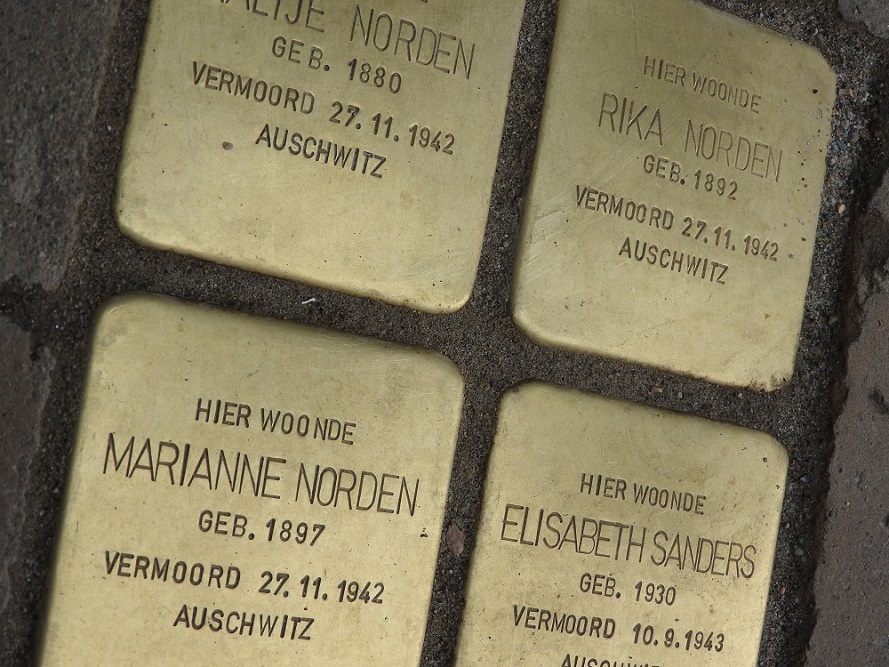 NORDEN
GEB. 1880
VERMOORD 27.11.1942
AUSCHWITZ
HIER WOONDE
RIKA NORDEN
GEB. 1892
VERMOORD 27.11.1942
AUSCHWITZ
HIER WOONDE
MARIANNE NORDEN
GEB. 1897
VERMOORD 27.11.1942
AUSCHWITZ
HIER WOONDE
ELISABETH SANDERS
GEB. 1930
VERMOORD 10.9.1943
AUSCHWITZ